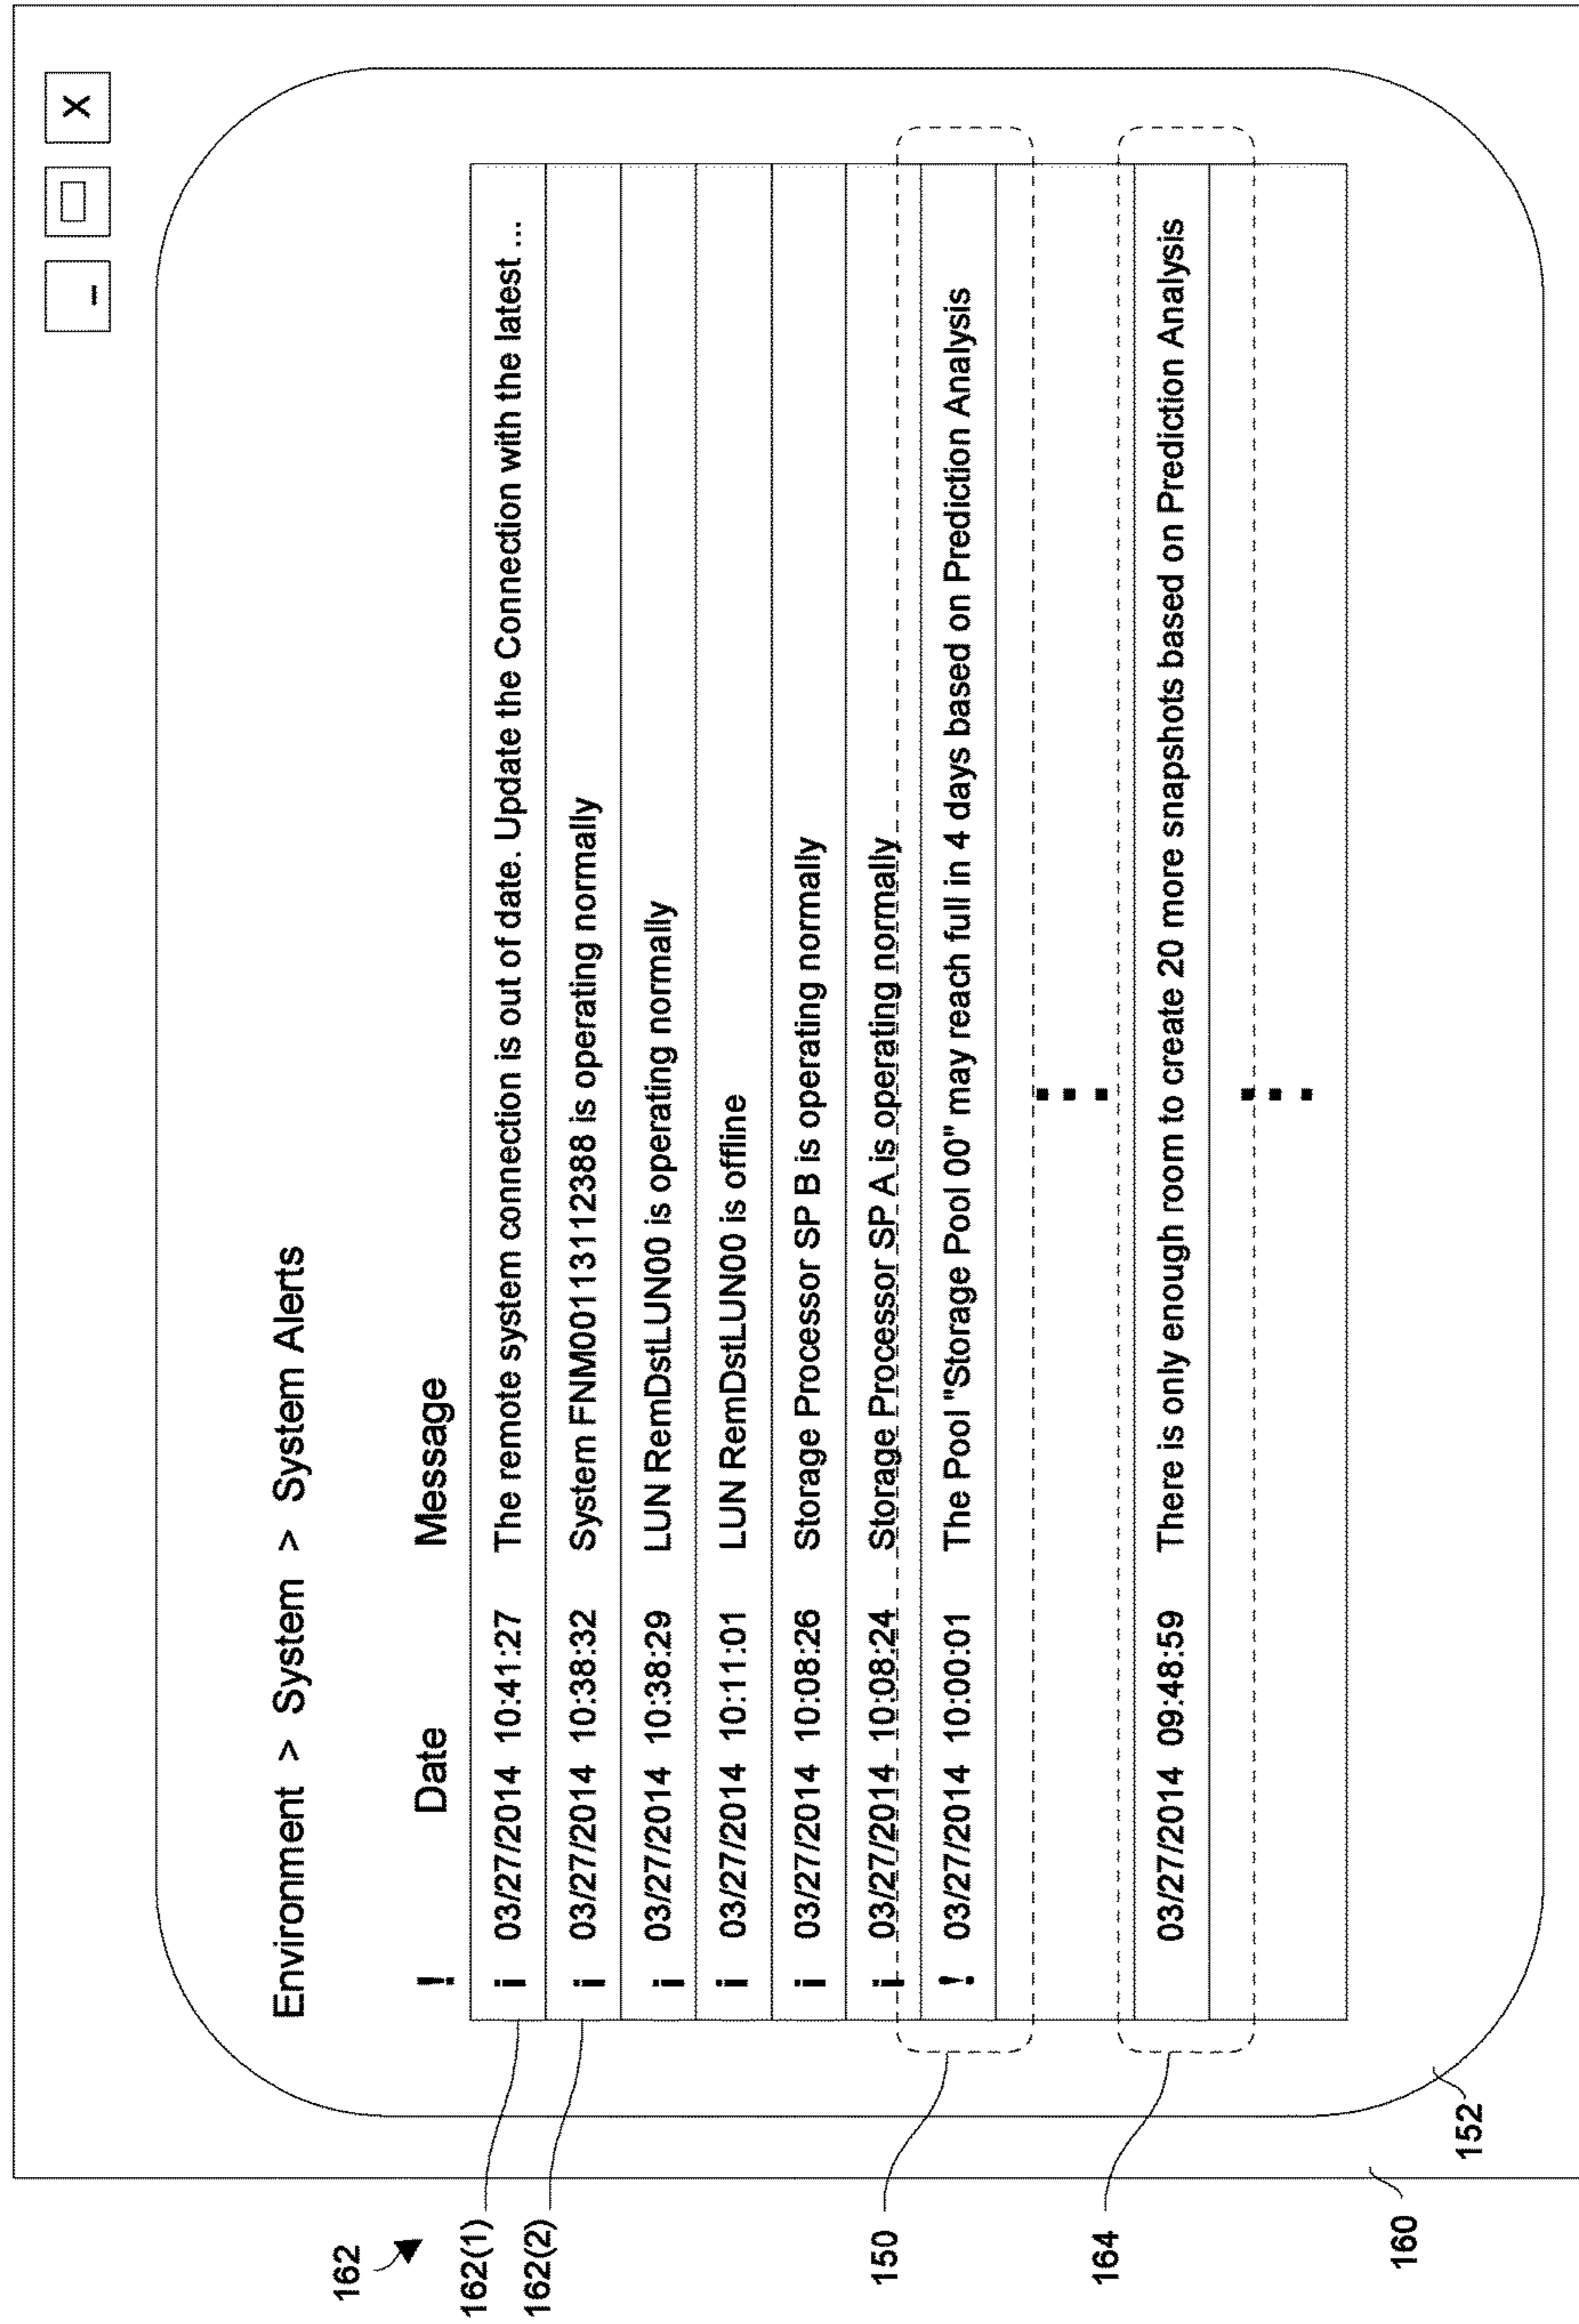 X
Environment > System > System Alerts
! Date Message
i 03/27/2014 10:41:27 The remote system connection is out of date. Update the Connection with the latest ...
i 03/27/2014 10:38:32 System FNM00131112388 is operating normally
i 03/27/2014 10:38:29 LUN RemDstLUN00 is operating normally
i 03/27/2014 10:11:01 LUN RemDstLUN00 is offline
i 03/27/2014 10:08:26 Storage Processor SP B is operating normally
i 03/27/2014 10:08:24 Storage Processor SP A is operating normally
! 03/27/2014 10:00:01 The Pool "Storage Pool 00" may reach full in 4 days based on Prediction Analysis
03/27/2014 09:48:59 There is only enough room to create 20 more snapshots based on Prediction Analysis
162
162(1)
162(2)
150
164
160
152